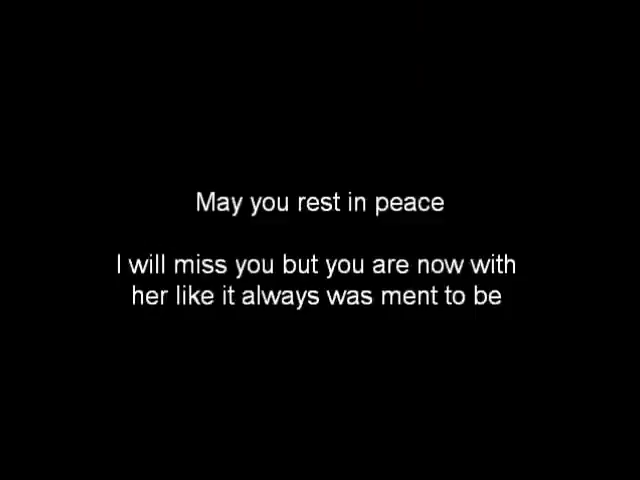 May you rest in peace
I will miss you but you are now with
her like it always was ment to be